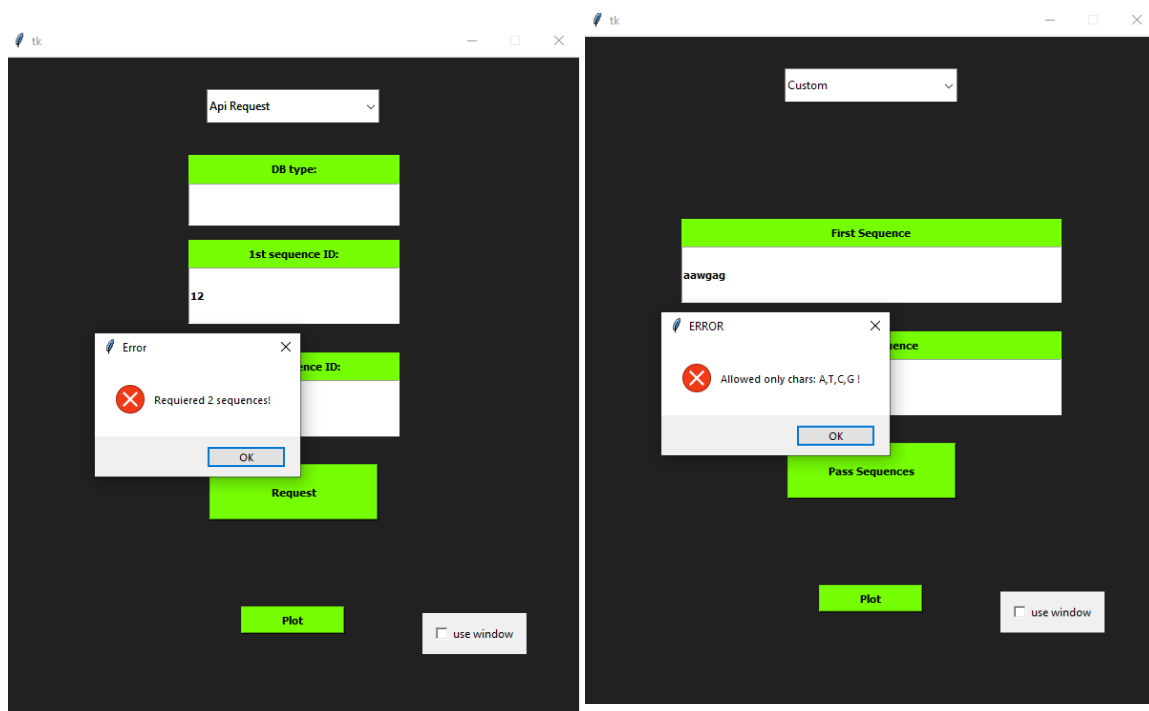 tk
Api Request
DB type:
1st sequence ID:
12
ence ID:
Error
Requiered 2 sequences!
OK
Request
Plot
use window
tk
Custom
First Sequence
aawgag
uence
ERROR
Allowed only chars: A,T,C,G !
OK
Pass Sequences
Plot
use window